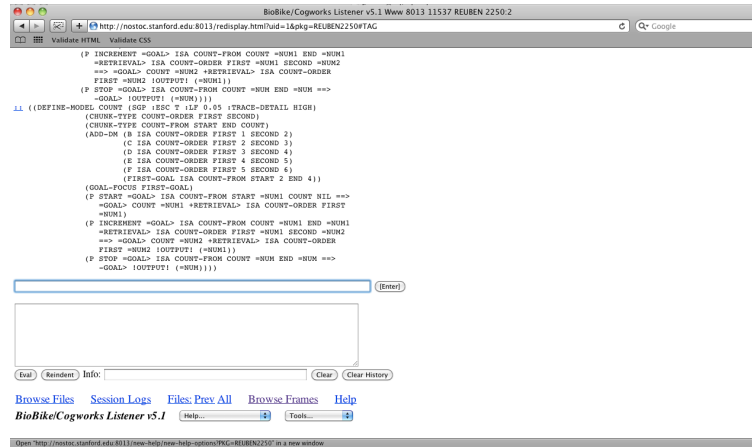 BioBike/Cogworks Listener v5.1 Www 8013 11537 REUBEN 2250:2
http://nostoc.stanford.edu:8013/redisplay.html?uid=1&pkg=REUBEN2250#TAG
Google
Validate HTML Validate CSS
(P INCREMENT =GOAL> ISA COUNT-FROM COUNT =NUM1 END =NUM1
=RETRIEVAL> ISA COUNT-ORDER FIRST =NUM1 SECOND =NUM2
==> =GOAL> COUNT =NUM2 +RETRIEVAL> ISA COUNT-ORDER
FIRST =NUM2 !OUTPUT! (=NUM1))
(P STOP =GOAL> ISA COUNT-FROM COUNT =NUM END =NUM ==>
-GOAL> !OUTPUT! (=NUM))))
:: ((DEFINE-MODEL COUNT (SGP :ESC T :LF 0.05 :TRACE-DETAIL HIGH)
(CHUNK-TYPE COUNT-ORDER FIRST SECOND)
(CHUNK-TYPE COUNT-FROM START END COUNT)
(ADD-DM (B ISA COUNT-ORDER FIRST 1 SECOND 2)
(C ISA COUNT-ORDER FIRST 2 SECOND 3)
(D ISA COUNT-ORDER FIRST 3 SECOND 4)
(E ISA COUNT-ORDER FIRST 4 SECOND 5)
(F ISA COUNT-ORDER FIRST 5 SECOND 6)
(FIRST-GOAL ISA COUNT-FROM START 2 END 4))
(GOAL-FOCUS FIRST-GOAL)
(P START =GOAL> ISA COUNT-FROM START =NUM1 COUNT NIL ==>
=GOAL> COUNT =NUM1 +RETRIEVAL> ISA COUNT-ORDER FIRST
=NUM1)
(P INCREMENT =GOAL> ISA COUNT-FROM COUNT =NUM1 END =NUM1
=RETRIEVAL> ISA COUNT-ORDER FIRST =NUM1 SECOND =NUM2
==> =GOAL> COUNT =NUM2 +RETRIEVAL> ISA COUNT-ORDER
FIRST =NUM2 !OUTPUT! (=NUM1))
(P STOP =GOAL> ISA COUNT-FROM COUNT =NUM END =NUM ==>
-GOAL> !OUTPUT! (=NUM))))
[Enter]
Eval Reindent Info: Clear Clear History
Browse Files Session Logs Files: Prev All Browse Frames Help
BioBike/Cogworks Listener v5.1 Help... Tools...
Open "http://nostoc.stanford.edu:8013/new-help/new-help-options?PKG=REUBEN2250" in a new window